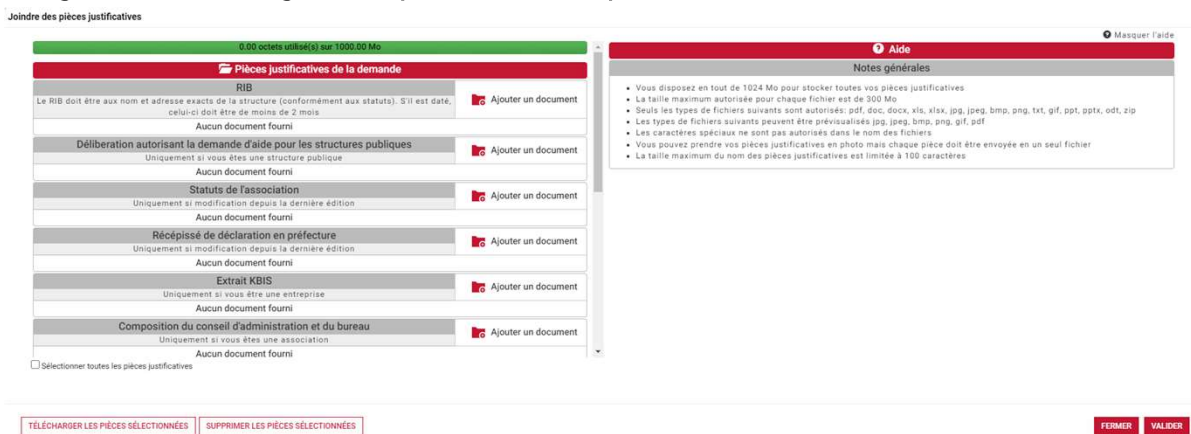 Joindre des pièces justificatives
Masquer l'aide
0.00 octets utilisé(s) sur 1000.00 Mo
Pièces justificatives de la demande
RIB
Le RIB doit être aux nom et adresse exacts de la structure (conformément aux statuts). S'il est daté,
celui-ci doit être de moins de 2 mois
Ajouter un document
Aucun document fourni
Déliberation autorisant la demande d'aide pour les structures publiques
Uniquement si vous êtes une structure publique
Ajouter un document
Aucun document fourni
Statuts de l'association
Uniquement si modification depuis la dernière édition
Ajouter un document
Aucun document fourni
Récépissé de déclaration en préfecture
Uniquement si modification depuis la dernière édition
Ajouter un document
Aucun document fourni
Extrait KBIS
Uniquement si vous être une entreprise
Ajouter un document
Aucun document fourni
Composition du conseil d'administration et du bureau
Uniquement si vous êtes une association
Ajouter un document
Aucun document fourni
Sélectionner toutes les pièces justificatives
Aide
Notes générales
Vous disposez en tout de 1024 Mo pour stocker toutes vos pièces justificatives
La taille maximum autorisée pour chaque fichier est de 300 Mo
Seuls les types de fichiers suivants sont autorisés: pdf, doc, docx, xls, xlsx, jpg, jpeg, bmp, png, txt, gif, ppt, pptx, odt, zip
Les types de fichiers suivants peuvent être prévisualisés jpg, jpeg, bmp, png, gif, pdf
Les caractères spéciaux ne sont pas autorisés dans le nom des fichiers
Vous pouvez prendre vos pièces justificatives en photo mais chaque pièce doit être envoyée en un seul fichier
La taille maximum du nom des pièces justificatives est limitée à 100 caractères
TÉLÉCHARGER LES PIÈCES SÉLECTIONNÉES
SUPPRIMER LES PIÈCES SÉLECTIONNÉES
FERMER
VALIDER